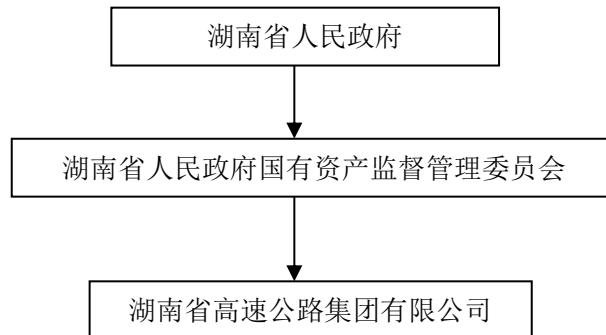 湖南省人民政府
湖南省人民政府国有资产监督管理委员会
湖南省高速公路集团有限公司